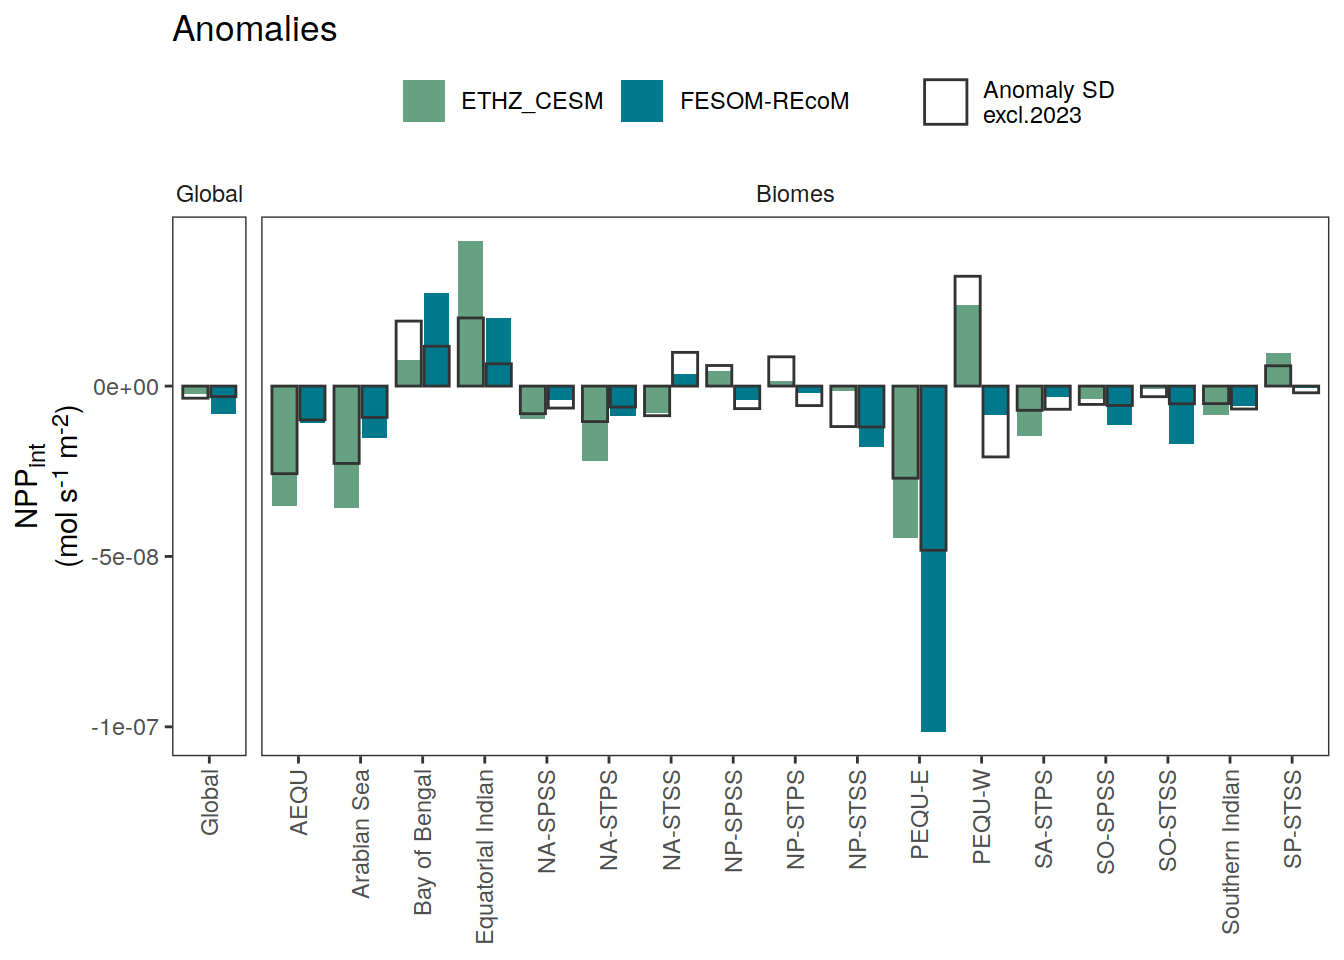 Anomalies
ETHZ_CESM
FESOM-REcoM
Anomaly SD
excl.2023
Global
Biomes
NPPint
(mol s-1 m-2)
0e+00
-5e-08
-1e-07
Global
AEQU
Arabian Sea
Bay of Bengal
Equatorial Indian
NA-SPSS
NA-STPS
NA-STSS
NP-SPSS
NP-STPS
NP-STSS
PEQU-E
PEQU-W
SA-STPS
SO-SPSS
SO-STSS
Southern Indian
SP-STSS